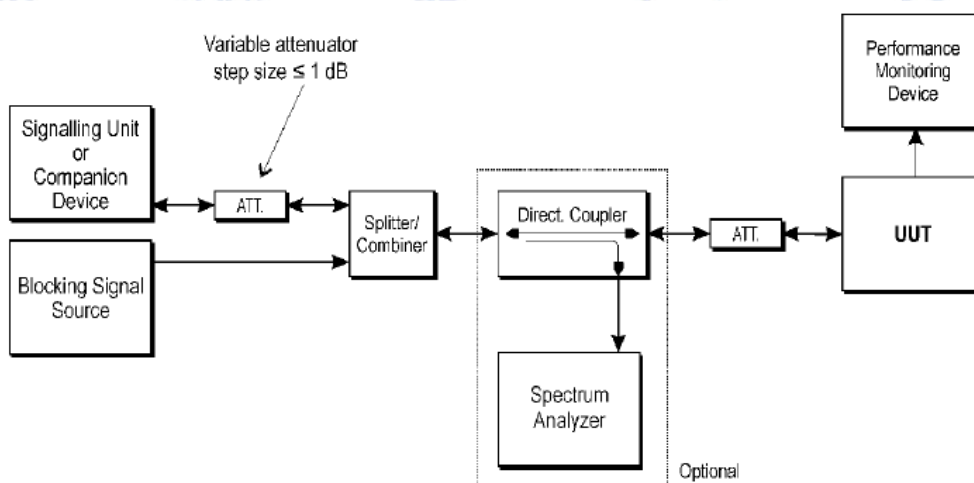 Variable attenuator
step size ≤ 1 dB
Performance
Monitoring
Device
Signalling Unit
or
Companion
Device
ATT.
Splitter/
Combiner
Direct. Coupler
ATT.
UUT
Blocking Signal
Source
Spectrum
Analyzer
Optional